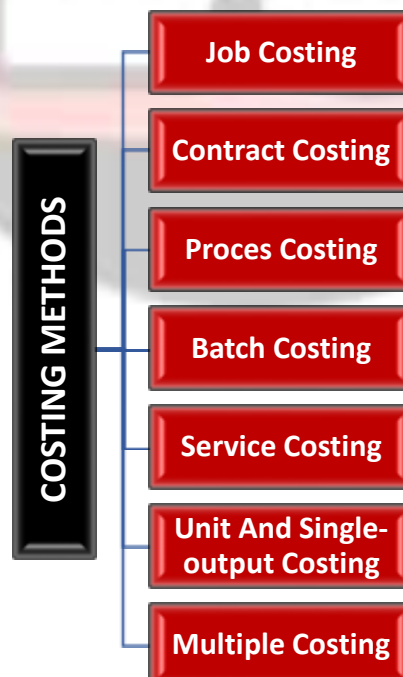 COSTING METHODS
Job Costing
Contract Costing
Proces Costing
Batch Costing
Service Costing
Unit And Single-
output Costing
Multiple Costing